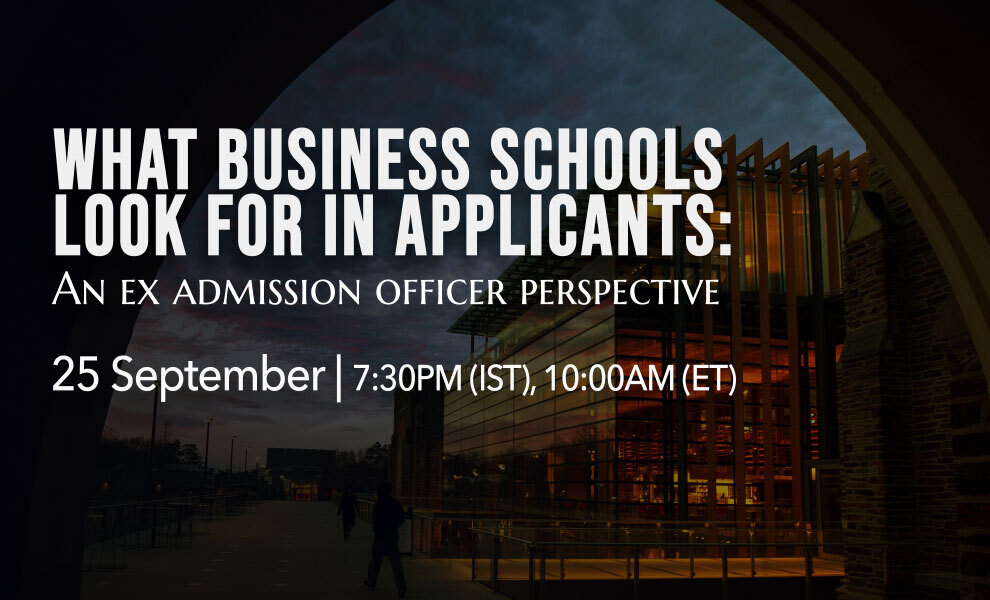 WHAT BUSINESS SCHOOLS
LOOK FOR IN APPLICANTS:
AN EX ADMISSION OFFICER PERSPECTIVE
25 September | 7:30PM (IST), 10:00AM (ET)